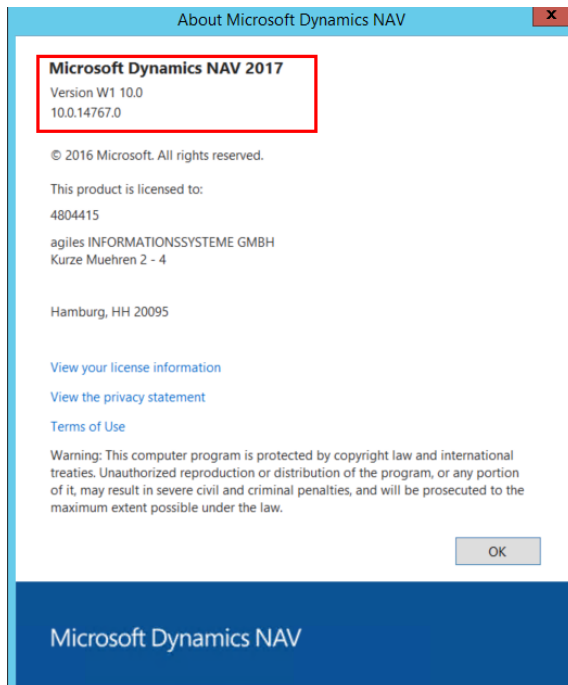 About Microsoft Dynamics NAV
x
Microsoft Dynamics NAV 2017
Version W1 10.0
10.0.14767.0
© 2016 Microsoft. All rights reserved.
This product is licensed to:
4804415
agiles INFORMATIONSSYSTEME GMBH
Kurze Muehren 2 - 4
Hamburg, HH 20095
View your license information
View the privacy statement
Terms of Use
Warning: This computer program is protected by copyright law and international
treaties. Unauthorized reproduction or distribution of the program, or any portion
of it, may result in severe civil and criminal penalties, and will be prosecuted to the
maximum extent possible under the law.
OK
Microsoft Dynamics NAV